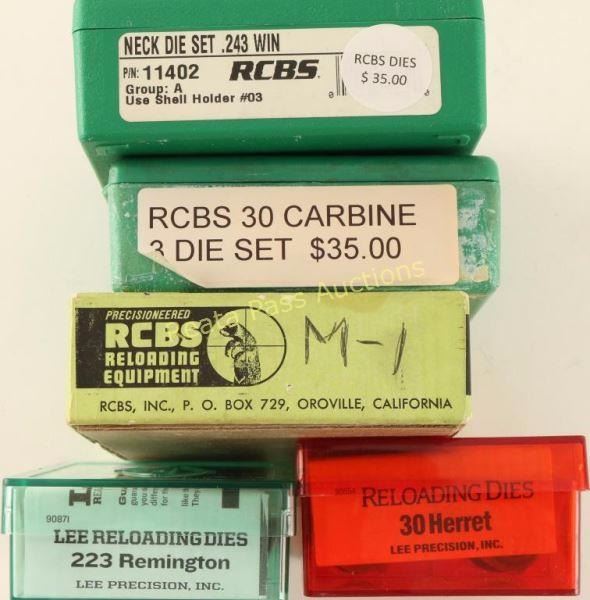 NECK DIE SET .243 WIN
P/N: 11402 RCBS.
Group: A
Use Shell Holder #03
RCBS DIES
$ 35.00
RCBS 30 CARBINE
3 DIE SET $35.00
Pass Auctions
PRECISIONEERED
RCBS
RELOADING
EQUIPMENT
M-1
RCBS, INC., P. O. BOX 729, OROVILLE, CALIFORNIA
90871
LEE RELOADING DIES
223 Remington
LEE PRECISION, INC.
RELOADING DIES
30 Herret
LEE PRECISION, INC.